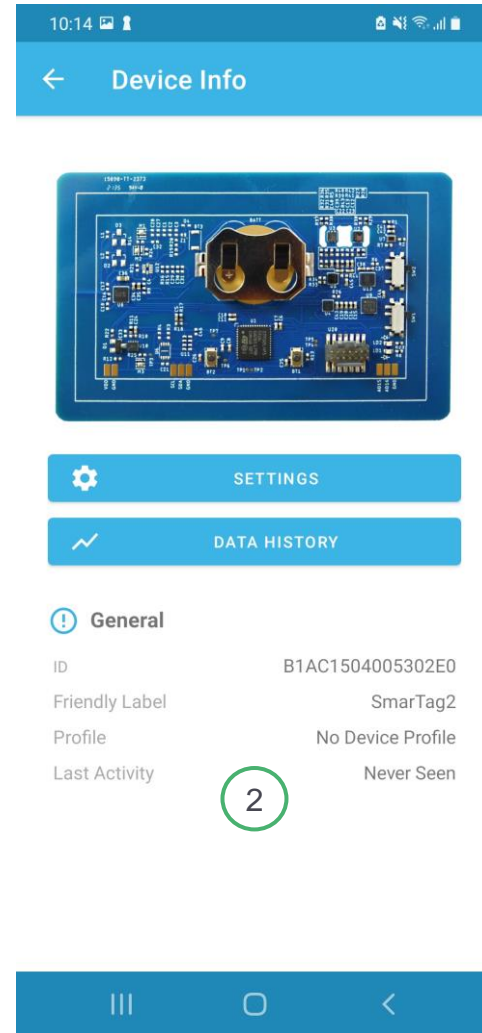 10:14
Device Info
SETTINGS
DATA HISTORY
General
ID B1AC1504005302E0
Friendly Label SmarTag2
Profile No Device Profile
Last Activity Never Seen
2